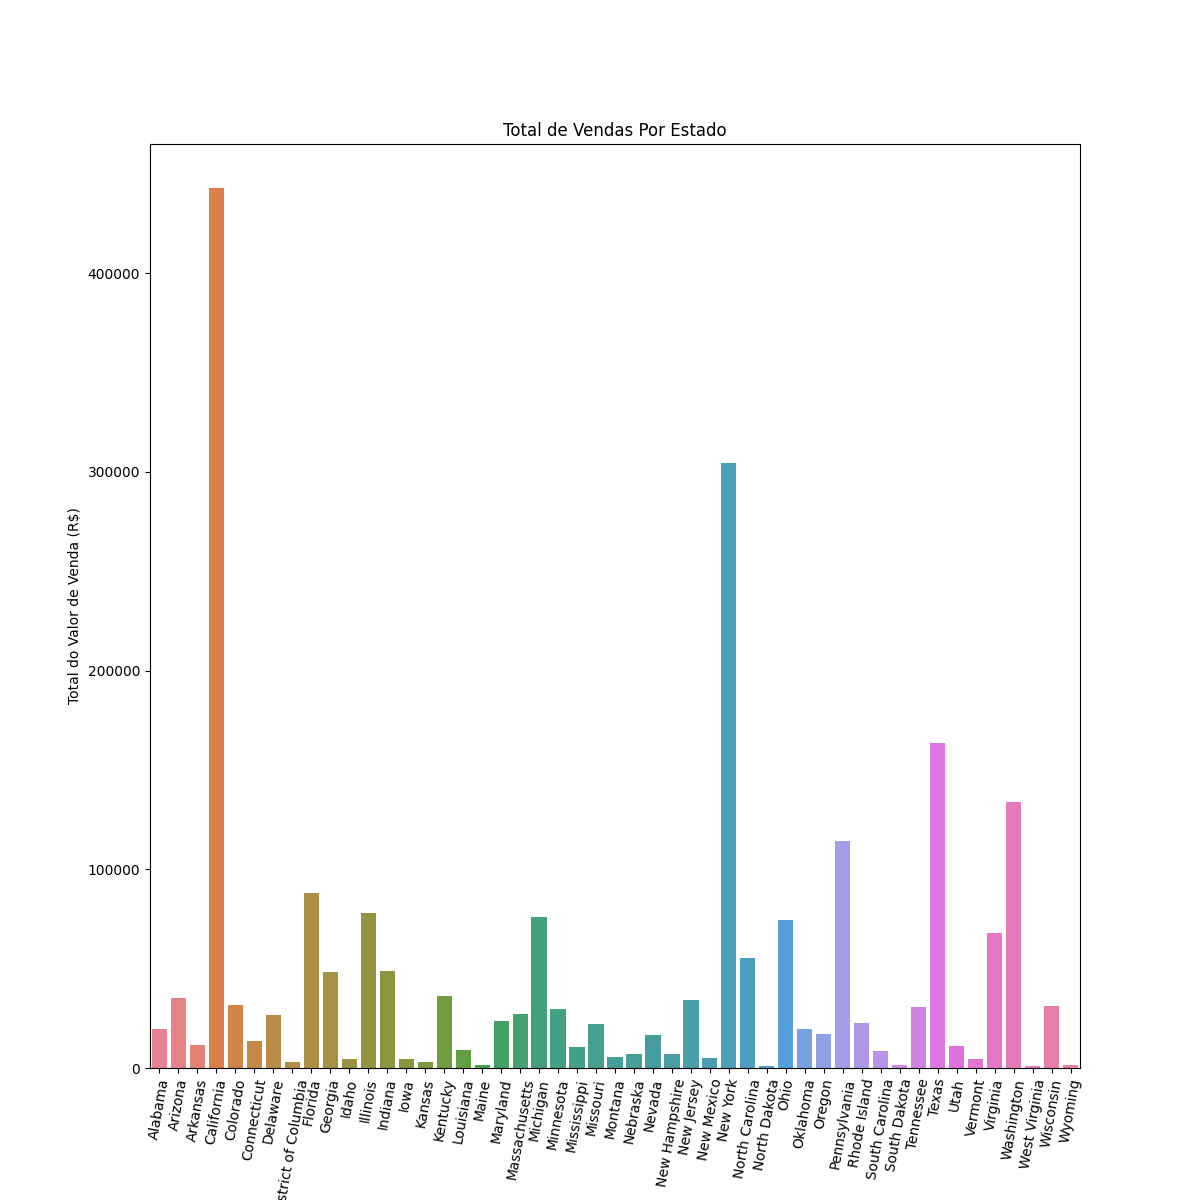 Total de Vendas Por Estado
Total do Valor de Venda (R$)
400000
300000
200000
100000
0
Alabama
Arizona
Arkansas
California
Colorado
Connecticut
Delaware
strict of Columbia
Florida
Georgia
Idaho
Illinois
Indiana
Iowa
Kansas
Kentucky
Louisiana
Maine
Maryland
Massachusetts
Michigan
Minnesota
Mississippi
Missouri
Montana
Nebraska
Nevada
New Hampshire
New Jersey
New Mexico
New York
North Carolina
North Dakota
Ohio
Oklahoma
Oregon
Pennsylvania
Rhode Island
South Carolina
South Dakota
Tennessee
Texas
Utah
Vermont
Virginia
Washington
West Virginia
Wisconsin
Wyoming